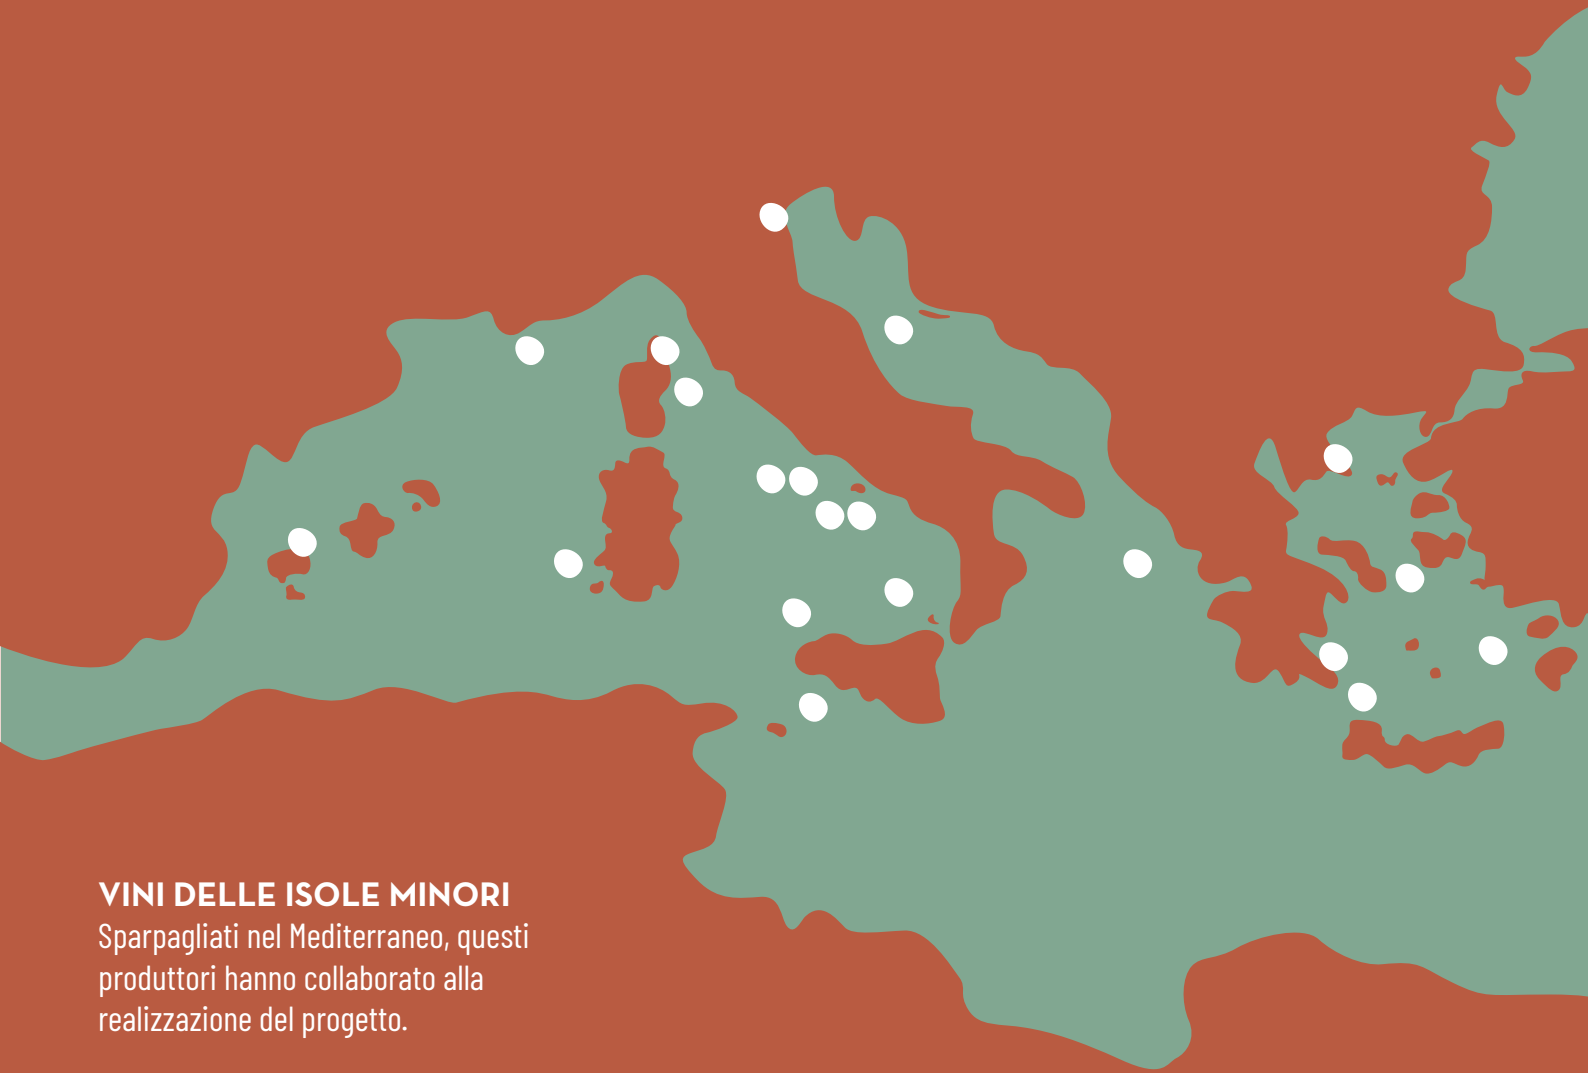 VINI DELLE ISOLE MINORI
Sparpagliati nel Mediterraneo, questi
produttori hanno collaborato alla
realizzazione del progetto.